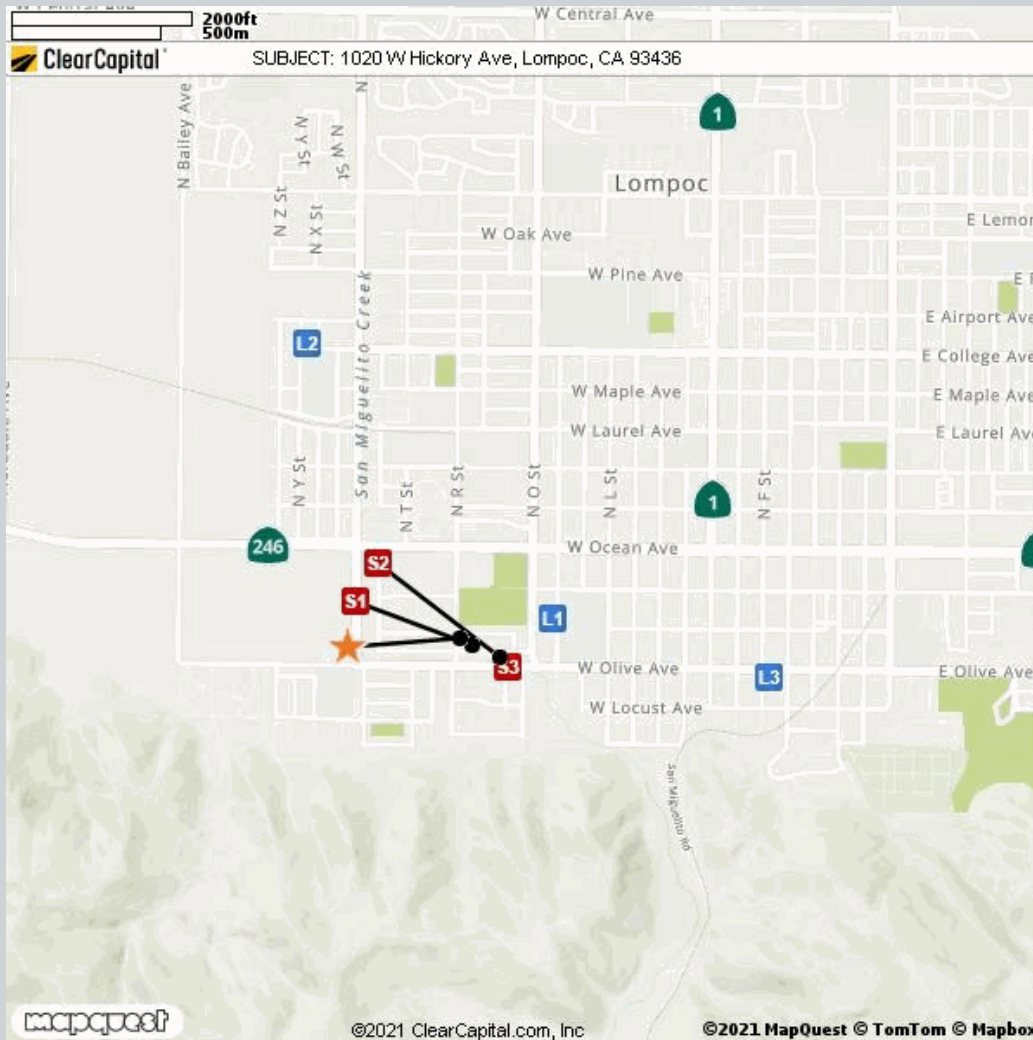 W Central Ave
2000ft
500m
ClearCapital
SUBJECT: 1020 W Hickory Ave, Lompoc, CA 93436
N
N Bailey Ave
N Y St
N W St
1
Lompoc
N Z St
N X St
W Oak Ave
E Lemon
W Pine Ave
San Miguelito Creek
E Airport Ave
L2
E College Ave
W Maple Ave
E Maple Ave
W Laurel Ave
E Laurel Ave
N Y St
N T St
N R St
N O St
N L St
1
N F St
246
W Ocean Ave
S2
S1
L1
S3
W Olive Ave
L3
E Olive Ave
W Locust Ave
San Miguelito Rd
mapquest
©2021 ClearCapital.com, Inc
©2021 MapQuest © TomTom © Mapbox